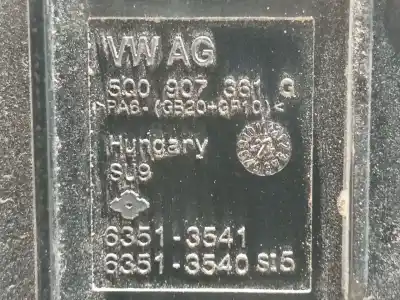 VW AG
5Q0 907 361 G
>PA6-(GB20+GF10)<
Hungary
SU9
6351-3541
6351-3540 Si5